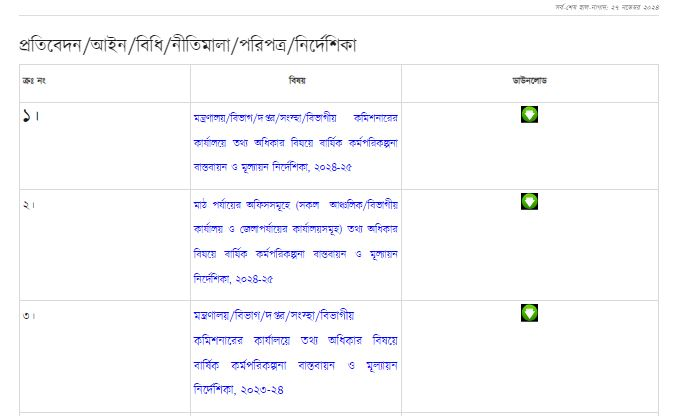 সর্ব-শেষ হাল-নাগাদ: ২৭ নভেম্বর ২০২৪
প্রতিবেদন/আইন/বিধি/নীতিমালা/পরিপত্র/নির্দেশিকা
ক্রঃ নং বিষয় ডাউনলোড
১। মন্ত্রণালয়/বিভাগ/দপ্তর/সংস্থা/বিভাগীয় কমিশনারের
কার্যালয়ে তথ্য অধিকার বিষয়ে বার্ষিক কর্মপরিকল্পনা
বাস্তবায়ন ও মূল্যায়ন নির্দেশিকা, ২০২৪-২৫
২। মাঠ পর্যায়ের অফিসসমূহে (সকল আঞ্চলিক/বিভাগীয়
কার্যালয় ও জেলাপর্যায়ের কার্যালয়সমূহ) তথ্য অধিকার
বিষয়ে বার্ষিক কর্মপরিকল্পনা বাস্তবায়ন ও মূল্যায়ন
নির্দেশিকা, ২০২৪-২৫
৩। মন্ত্রণালয়/বিভাগ/দপ্তর/সংস্থা/বিভাগীয়
কমিশনারের কার্যালয়ে তথ্য অধিকার বিষয়ে
বার্ষিক কর্মপরিকল্পনা বাস্তবায়ন ও মূল্যায়ন
নির্দেশিকা, ২০২৩-২৪